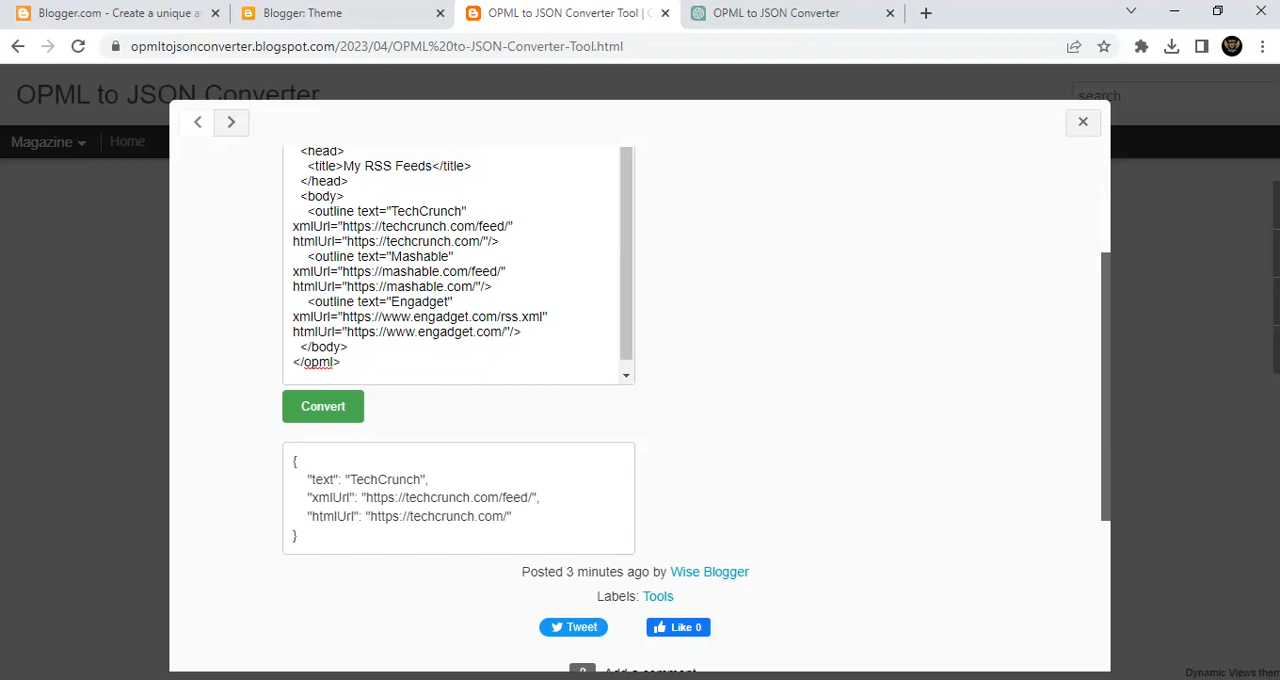 Blogger.com - Create a unique a
Blogger: Theme
OPML to JSON Converter Tool | C
OPML to JSON Converter
opmltojsonconverter.blogspot.com/2023/04/OPML%20to-JSON-Converter-Tool.html
OPML to JSON Converter
search
Magazine
Home
<head>
<title>My RSS Feeds</title>
</head>
<body>
<outline text="TechCrunch"
xmlUrl="https://techcrunch.com/feed/"
htmlUrl="https://techcrunch.com/"/>
<outline text="Mashable"
xmlUrl="https://mashable.com/feed/"
htmlUrl="https://mashable.com/"/>
<outline text="Engadget"
xmlUrl="https://www.engadget.com/rss.xml"
htmlUrl="https://www.engadget.com/"/>
</body>
</opml>
Convert
{
"text": "TechCrunch",
"xmlUrl": "https://techcrunch.com/feed/",
"htmlUrl": "https://techcrunch.com/"
}
Posted 3 minutes ago by Wise Blogger
Labels: Tools
Tweet
Like 0
0 Add a comment
Dynamic Views them